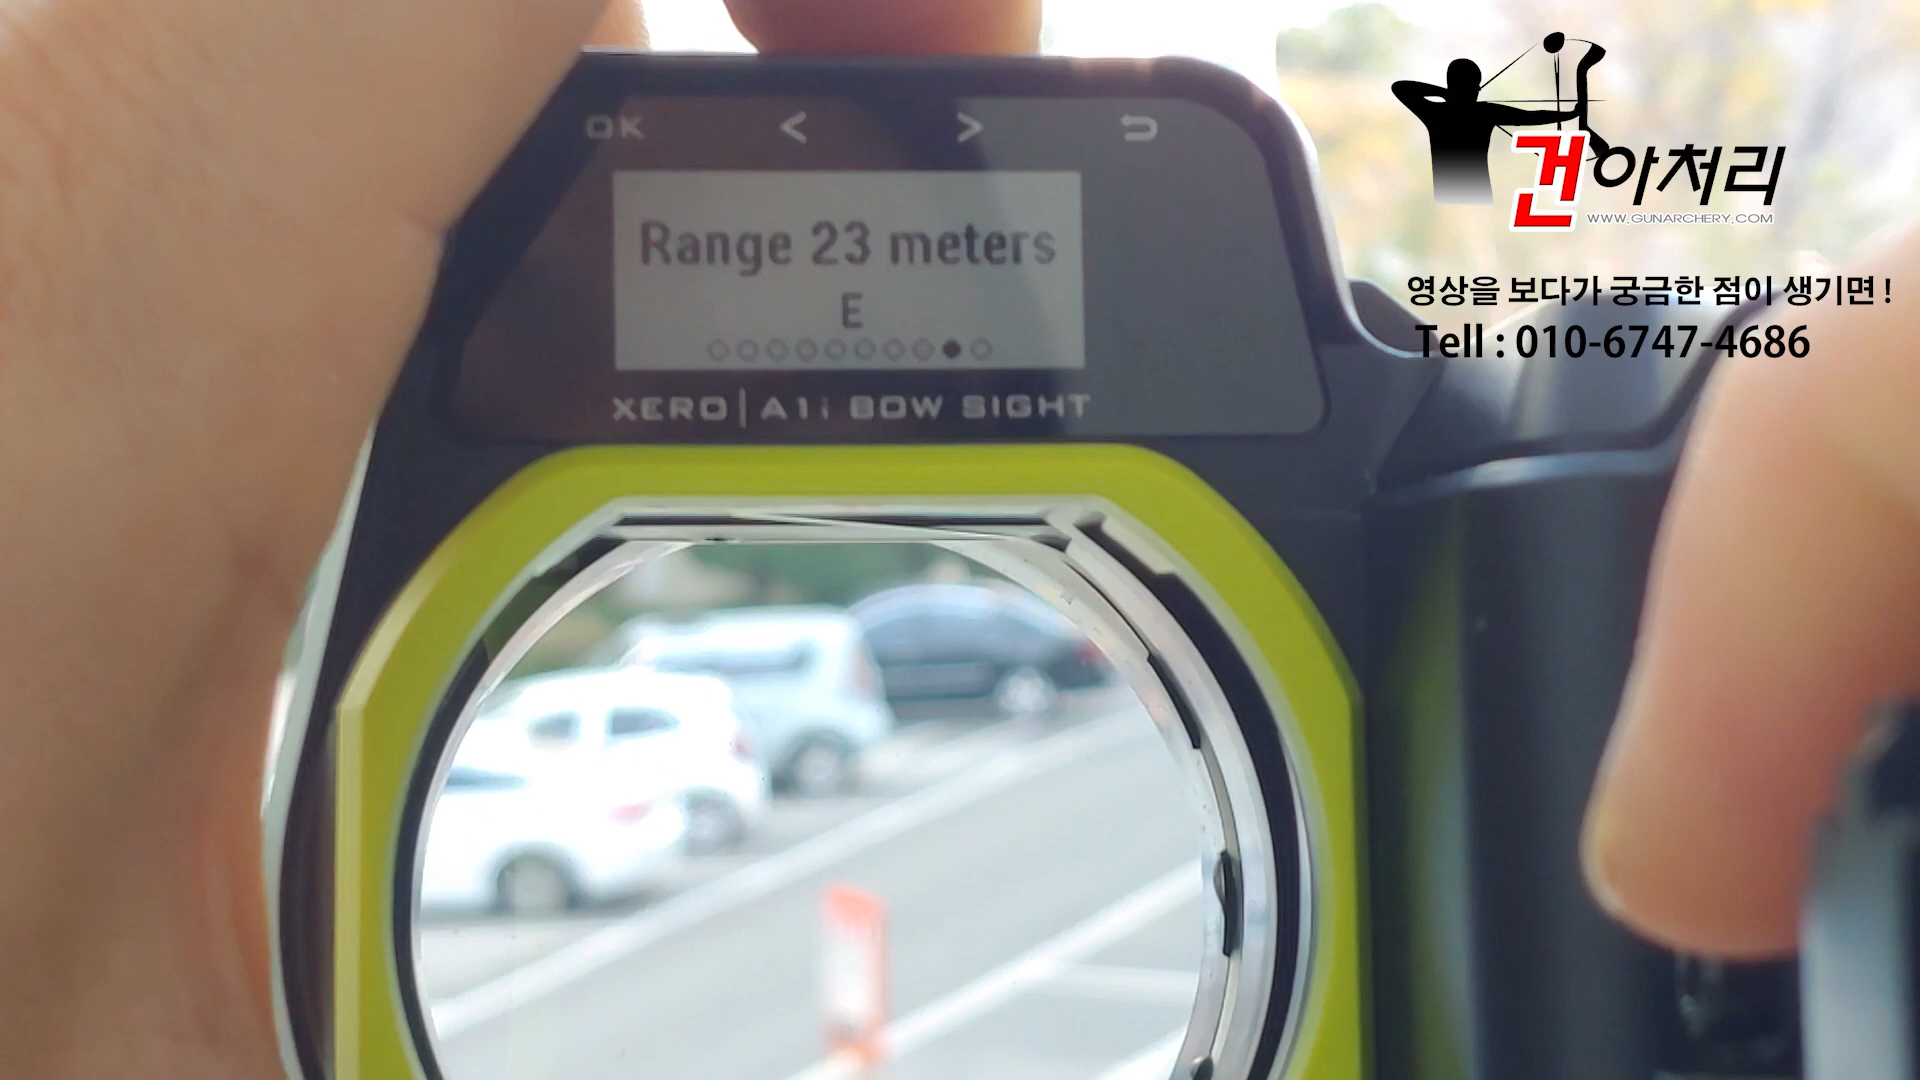 OK < >
Range 23 meters
E
XERO | A1i BOW SIGHT
건아처리
WWW.GUNARCHERY.COM
영상을 보다가 궁금한 점이 생기면 !
Tell : 010-6747-4686